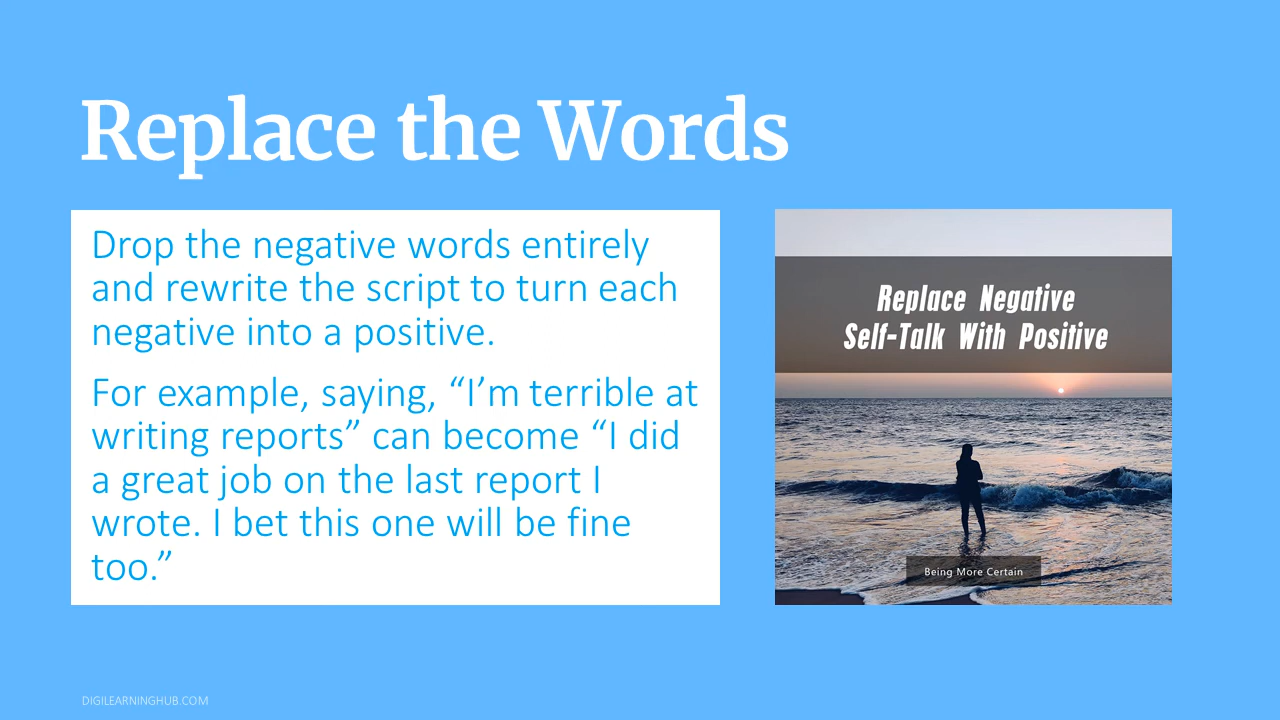 Replace the Words
Drop the negative words entirely
and rewrite the script to turn each
negative into a positive.
For example, saying, “I’m terrible at
writing reports” can become “I did
a great job on the last report I
wrote. I bet this one will be fine
too.”
Replace Negative
Self-Talk With Positive
Being More Certain
DIGILEARNINGHUB.COM